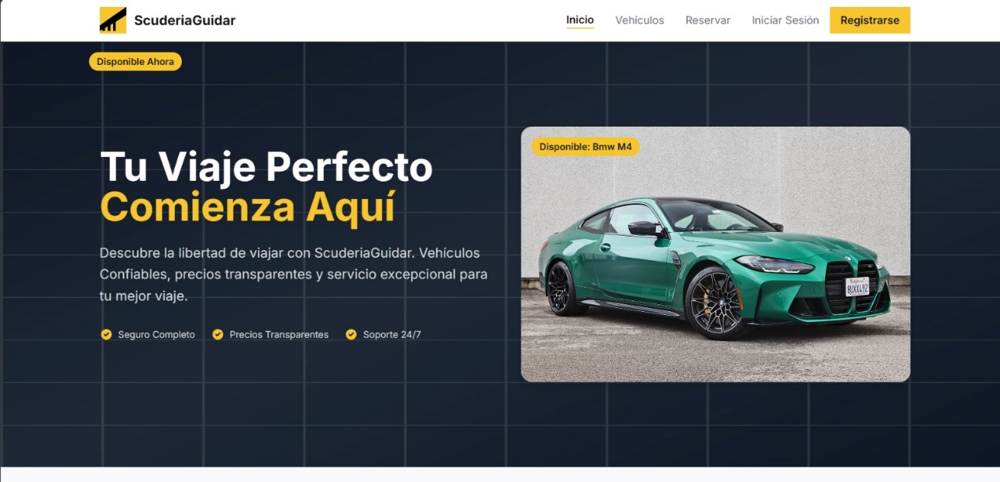 ScuderiaGuidar
Inicio
Vehículos
Reservar
Iniciar Sesión
Registrarse
Disponible Ahora
Tu Viaje Perfecto
Comienza Aquí
Descubre la libertad de viajar con ScuderiaGuidar. Vehículos
Confiables, precios transparentes y servicio excepcional para
tu mejor viaje.
Seguro Completo
Precios Transparentes
Soporte 24/7
Disponible: Bmw M4
8UXX492